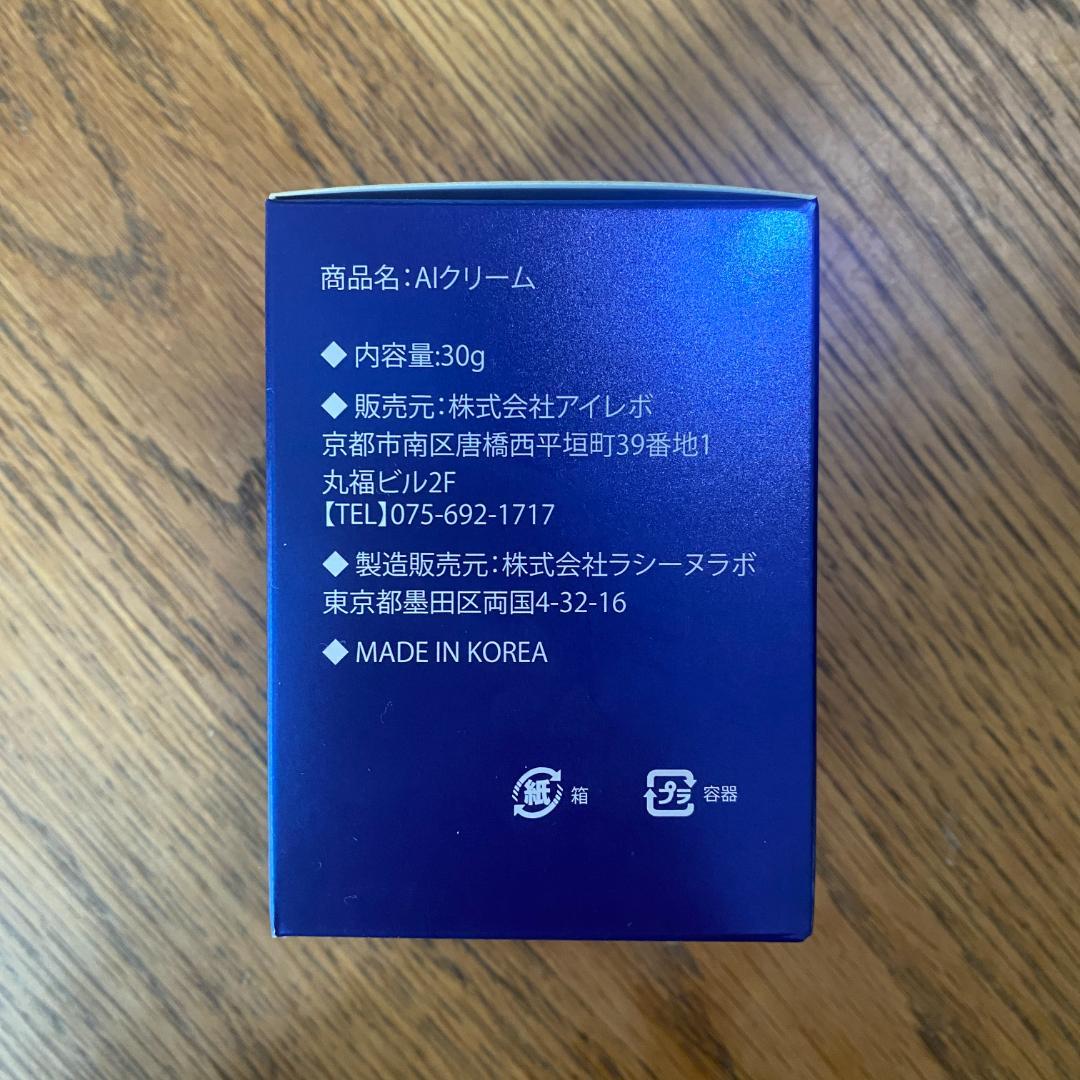 商品名：AIクリーム
◆ 内容量:30g
◆ 販売元：株式会社アイレボ
京都市南区唐橋西平垣町39番地1
丸福ビル2F
【TEL】075-692-1717
◆ 製造販売元：株式会社ラシーヌラボ
東京都墨田区両国4-32-16
◆ MADE IN KOREA
紙 箱 プラ 容器